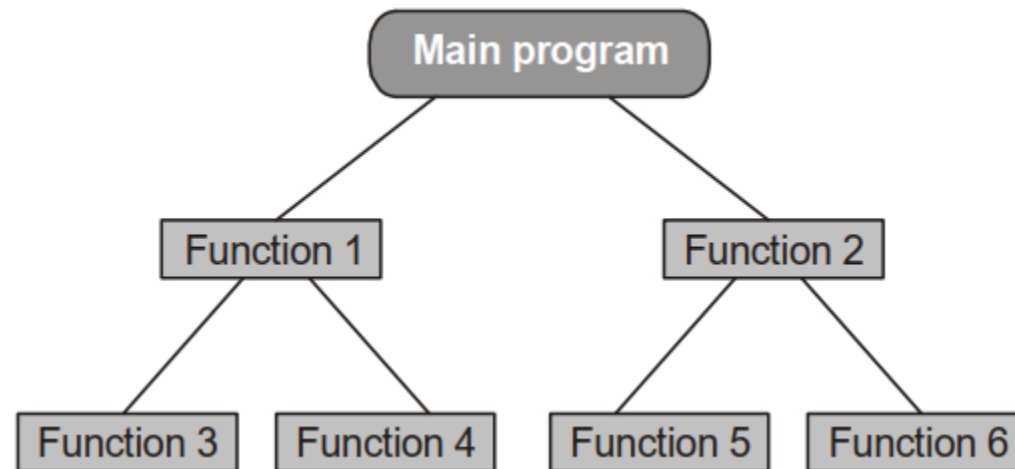 Main program
Function 1
Function 2
Function 3
Function 4
Function 5
Function 6